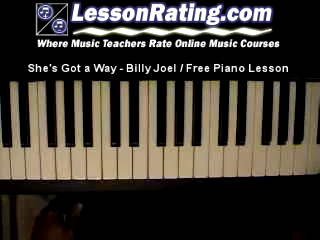 LessonRating.com
Where Music Teachers Rate Online Music Courses
She's Got a Way - Billy Joel / Free Piano Lesson